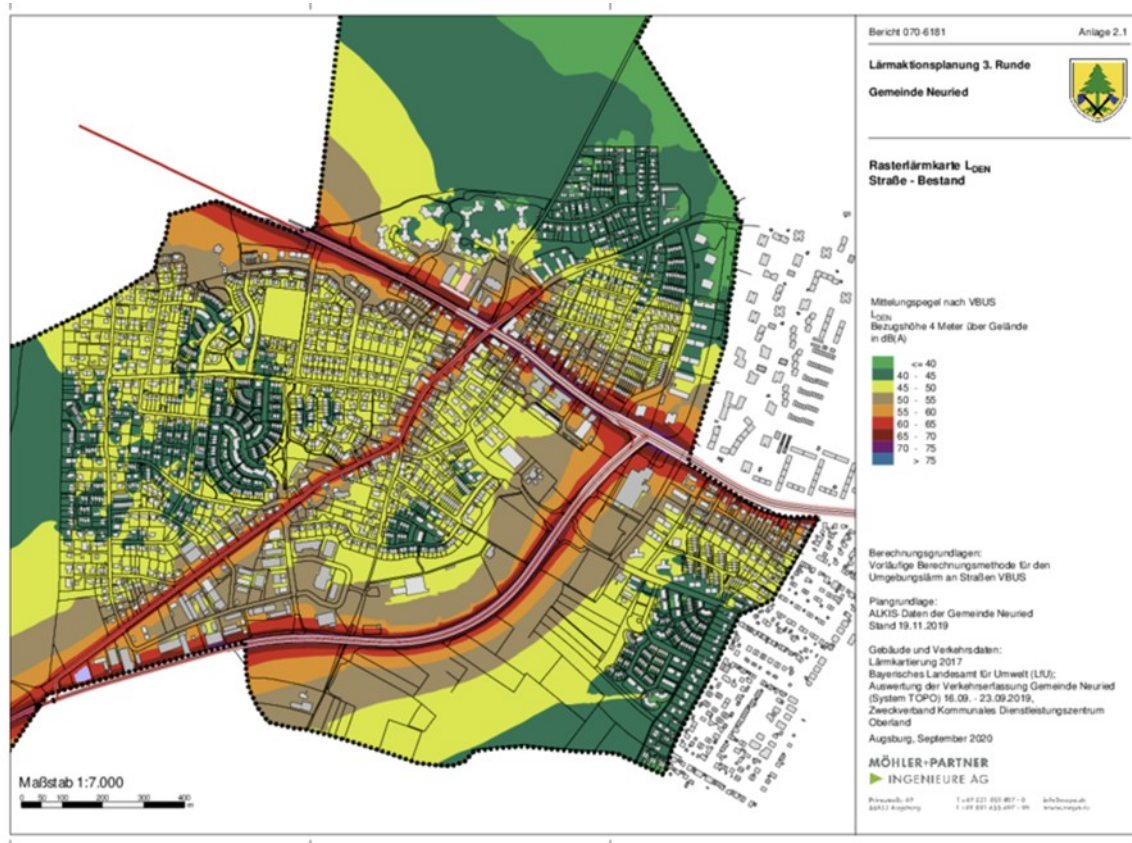 Bericht 070-6181 Anlage 2.1
Lärmaktionsplanung 3. Runde
Gemeinde Neuried
Rasterlärmkarte LDEN
Straße - Bestand
Mittelungspegel nach VBUS
LDEN
Bezugshöhe 4 Meter über Gelände
in dB(A)
<= 40
40 - 45
45 - 50
50 - 55
55 - 60
60 - 65
65 - 70
70 - 75
> 75
Berechnungsgrundlagen:
Vorläufige Berechnungsmethode für den
Umgebungslärm an Straßen VBUS
Plangrundlage:
ALKIS-Daten der Gemeinde Neuried
Stand 19.11.2019
Gebäude und Verkehrsdaten:
Lärmkartierung 2017
Bayerisches Landesamt für Umwelt (LfU);
Auswertung der Verkehrserfassung Gemeinde Neuried
(System TOPO) 16.09. - 23.09.2019,
Zweckverband Kommunales Dienstleistungszentrum
Oberland
Augsburg, September 2020
MÖHLER+PARTNER
INGENIEURE AG
Maßstab 1:7.000
0 50 100 200 300 400
m